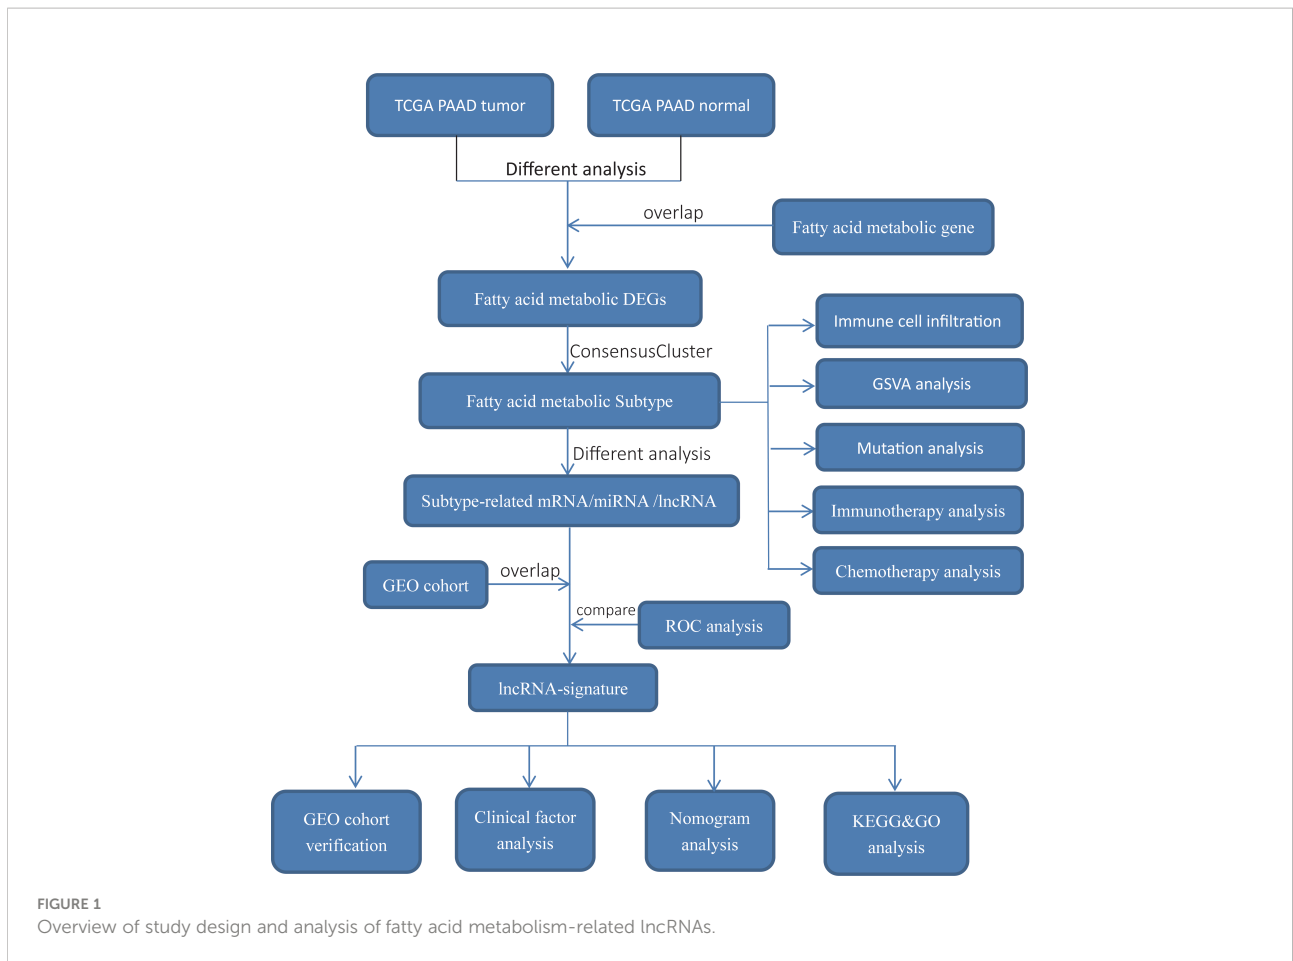 TCGA PAAD tumor
TCGA PAAD normal
Different analysis
overlap
Fatty acid metabolic gene
Fatty acid metabolic DEGs
ConsensusCluster
Fatty acid metabolic Subtype
Immune cell infiltration
GSVA analysis
Mutation analysis
Immunotherapy analysis
Chemotherapy analysis
Different analysis
Subtype-related mRNA/miRNA /lncRNA
GEO cohort
overlap
compare
ROC analysis
lncRNA-signature
GEO cohort
verification
Clinical factor
analysis
Nomogram
analysis
KEGG&GO
analysis
FIGURE 1
Overview of study design and analysis of fatty acid metabolism-related lncRNAs.